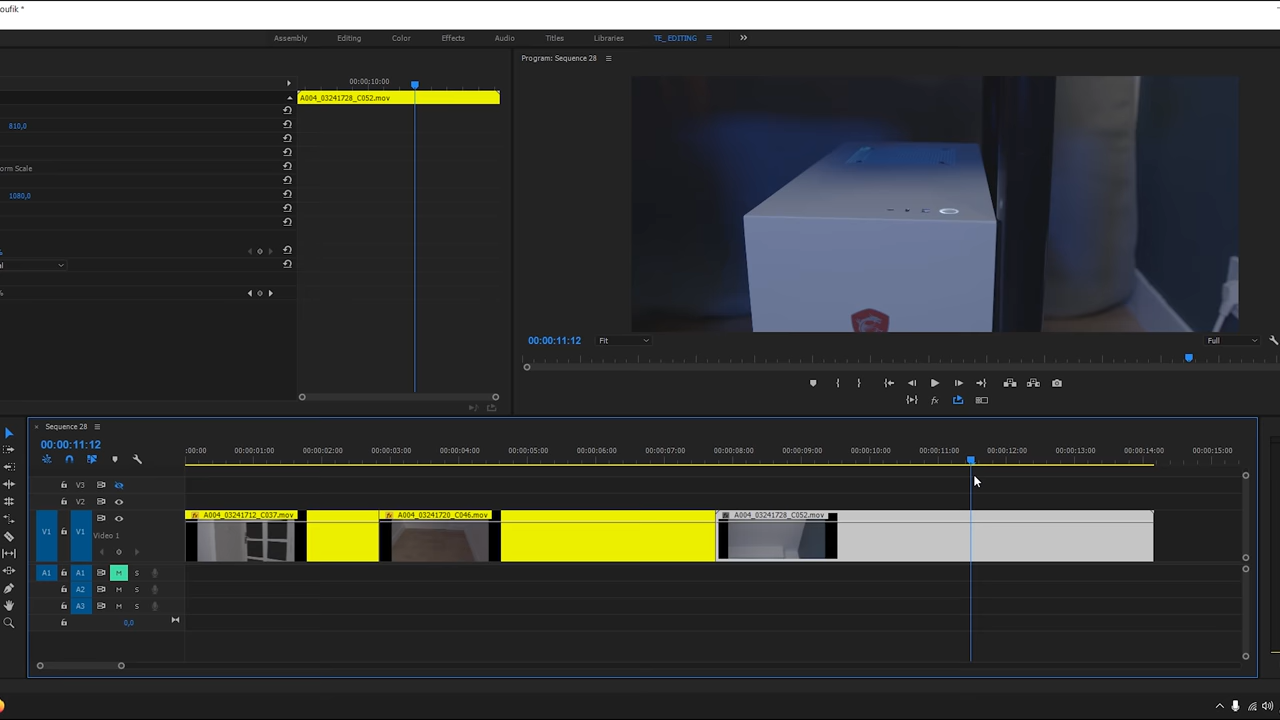 oufik *
Assembly Editing Color Effects Audio Titles Libraries TE_EDITING
Program: Sequence 28
00:00:10:00
A004_03241728_C052.mov
810,0
orm Scale
1080,0
al
%
00:00:11:12 Fit Full
Sequence 28
00:00:11:12
:00:00 00:00:01:00 00:00:02:00 00:00:03:00 00:00:04:00 00:00:05:00 00:00:06:00 00:00:07:00 00:00:08:00 00:00:09:00 00:00:10:00 00:00:11:00 00:00:12:00 00:00:13:00 00:00:14:00 00:00:15:00
V3
V2
fx A004_03241712_C037.mov fx A004_03241720_C046.mov fx A004_03241728_C052.mov
V1 V1 Video 1
A1 A1 M S
A2 M S
A3 M S
0,0